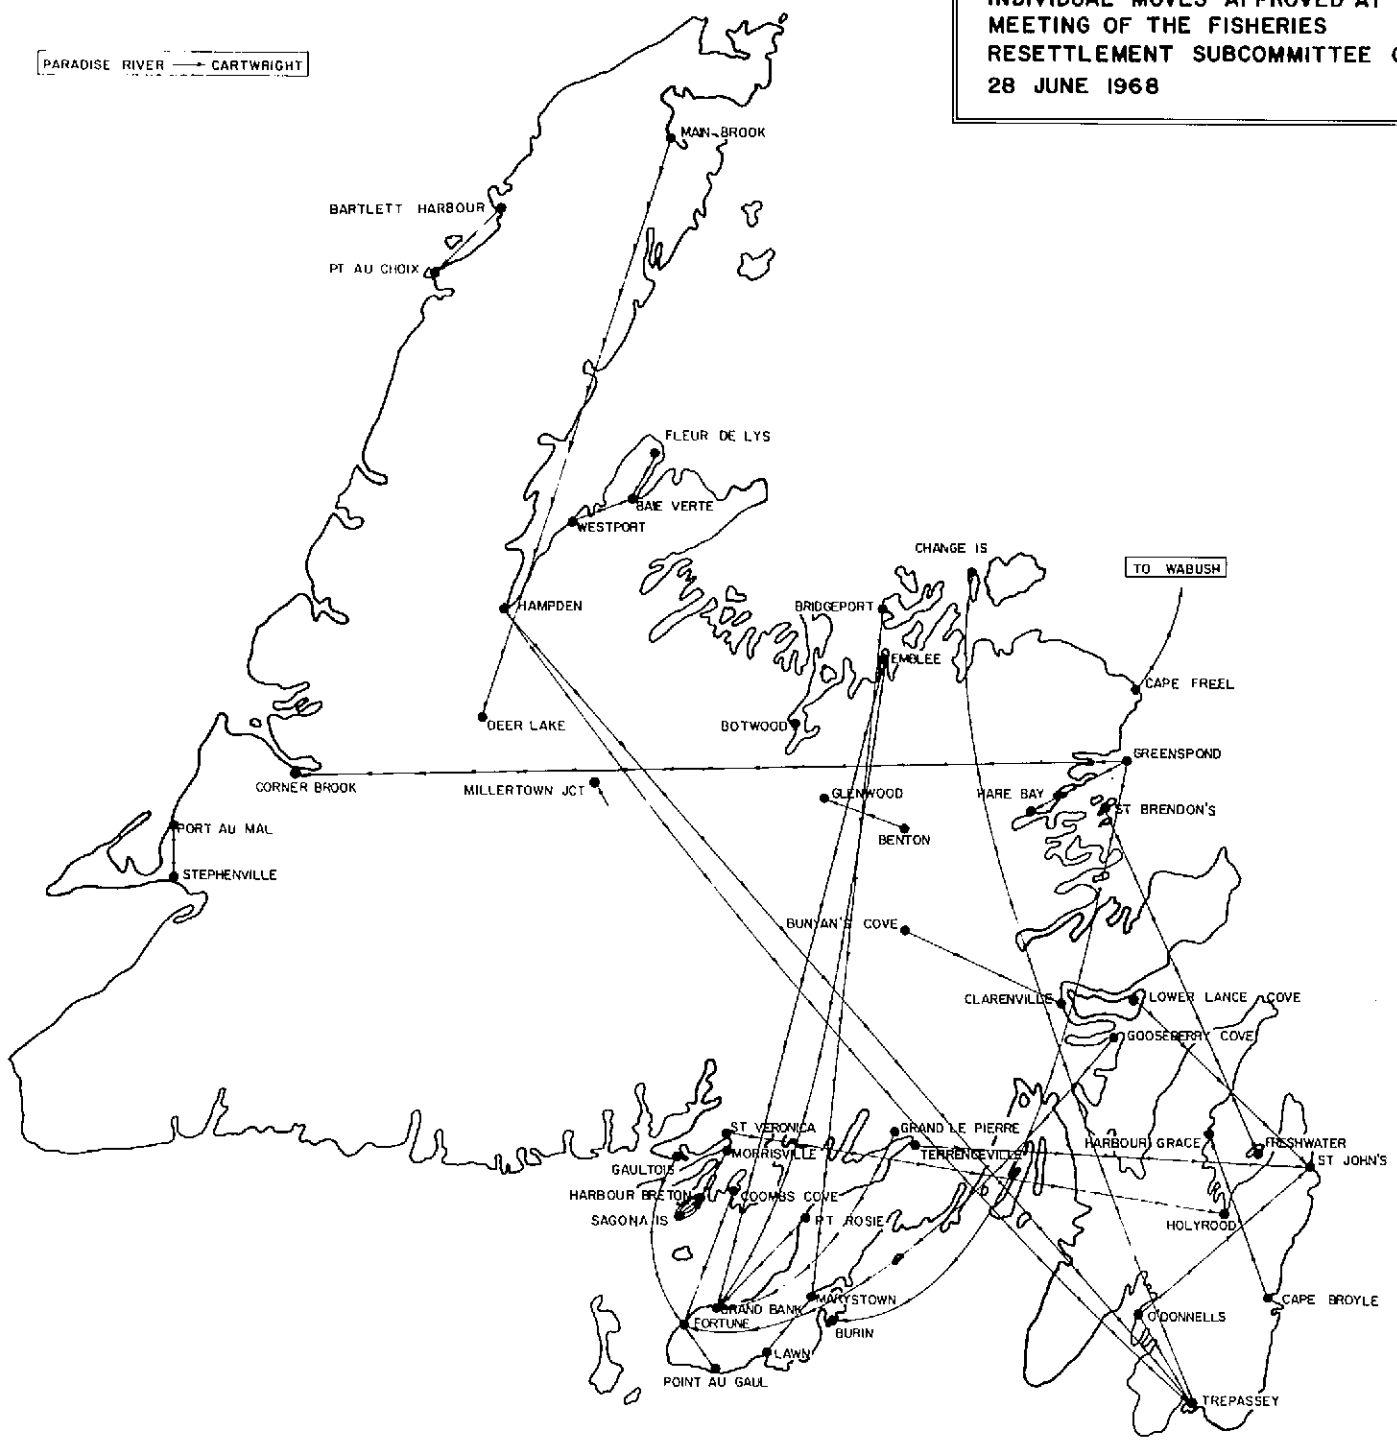 INDIVIDUAL MOVES APPROVED AT
MEETING OF THE FISHERIES
RESETTLEMENT SUBCOMMITTEE
28 JUNE 1968
PARADISE RIVER → CARTWRIGHT
MAIN BROOK
BARTLETT HARBOUR
PT AU CHOIX
FLEUR DE LYS
BAIE VERTE
WESTPORT
CHANGE IS
TO WABUSH
HAMPDEN
BRIDGEPORT
EMBLEE
CAPE FREEL
DEER LAKE
BOTWOOD
GREENSPOND
CORNER BROOK
MILLERTOWN JCT
GLENWOOD
HARE BAY
ST BRENDON'S
PORT AU MAL
BENTON
STEPHENVILLE
BUNYAN'S COVE
CLARENVILLE
LOWER LANCE COVE
GOOSEBERRY COVE
ST VERONICA
GRAND LE PIERRE
HARBOUR GRACE
FRESHWATER
MORRISVILLE
TERRENCEVILLE
ST JOHN'S
GAULTOIS
HARBOUR BRETON
COOMBS COVE
SAGONA IS
PT ROSIE
HOLYROOD
MARYSTOWN
CAPE BROYLE
GRAND BANK
O'DONNELLS
FORTUNE
BURIN
LAWN
POINT AU GAUL
TREPASSEY